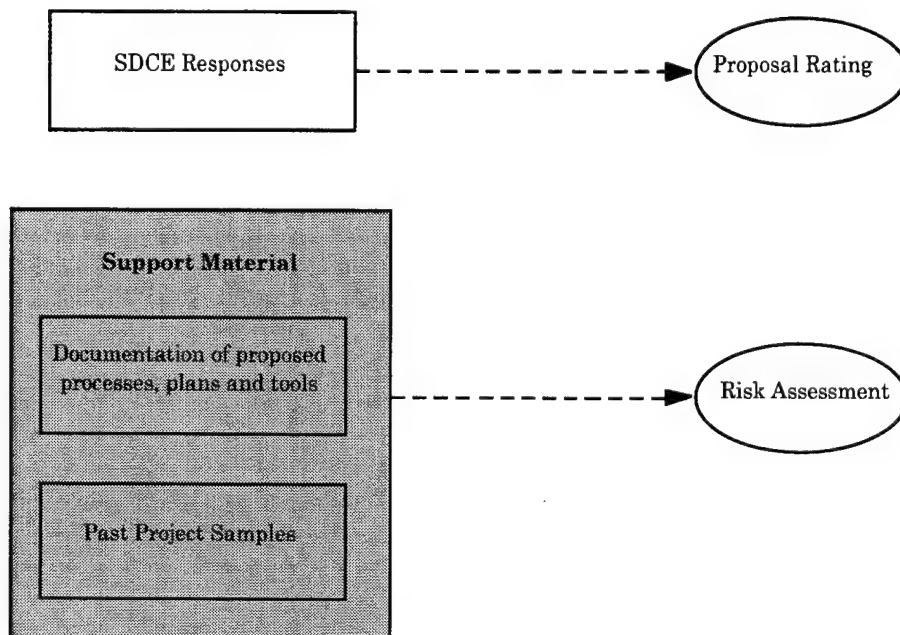 SDCE Responses
Proposal Rating
Support Material
Documentation of proposed
processes, plans and tools
Risk Assessment
Past Project Samples